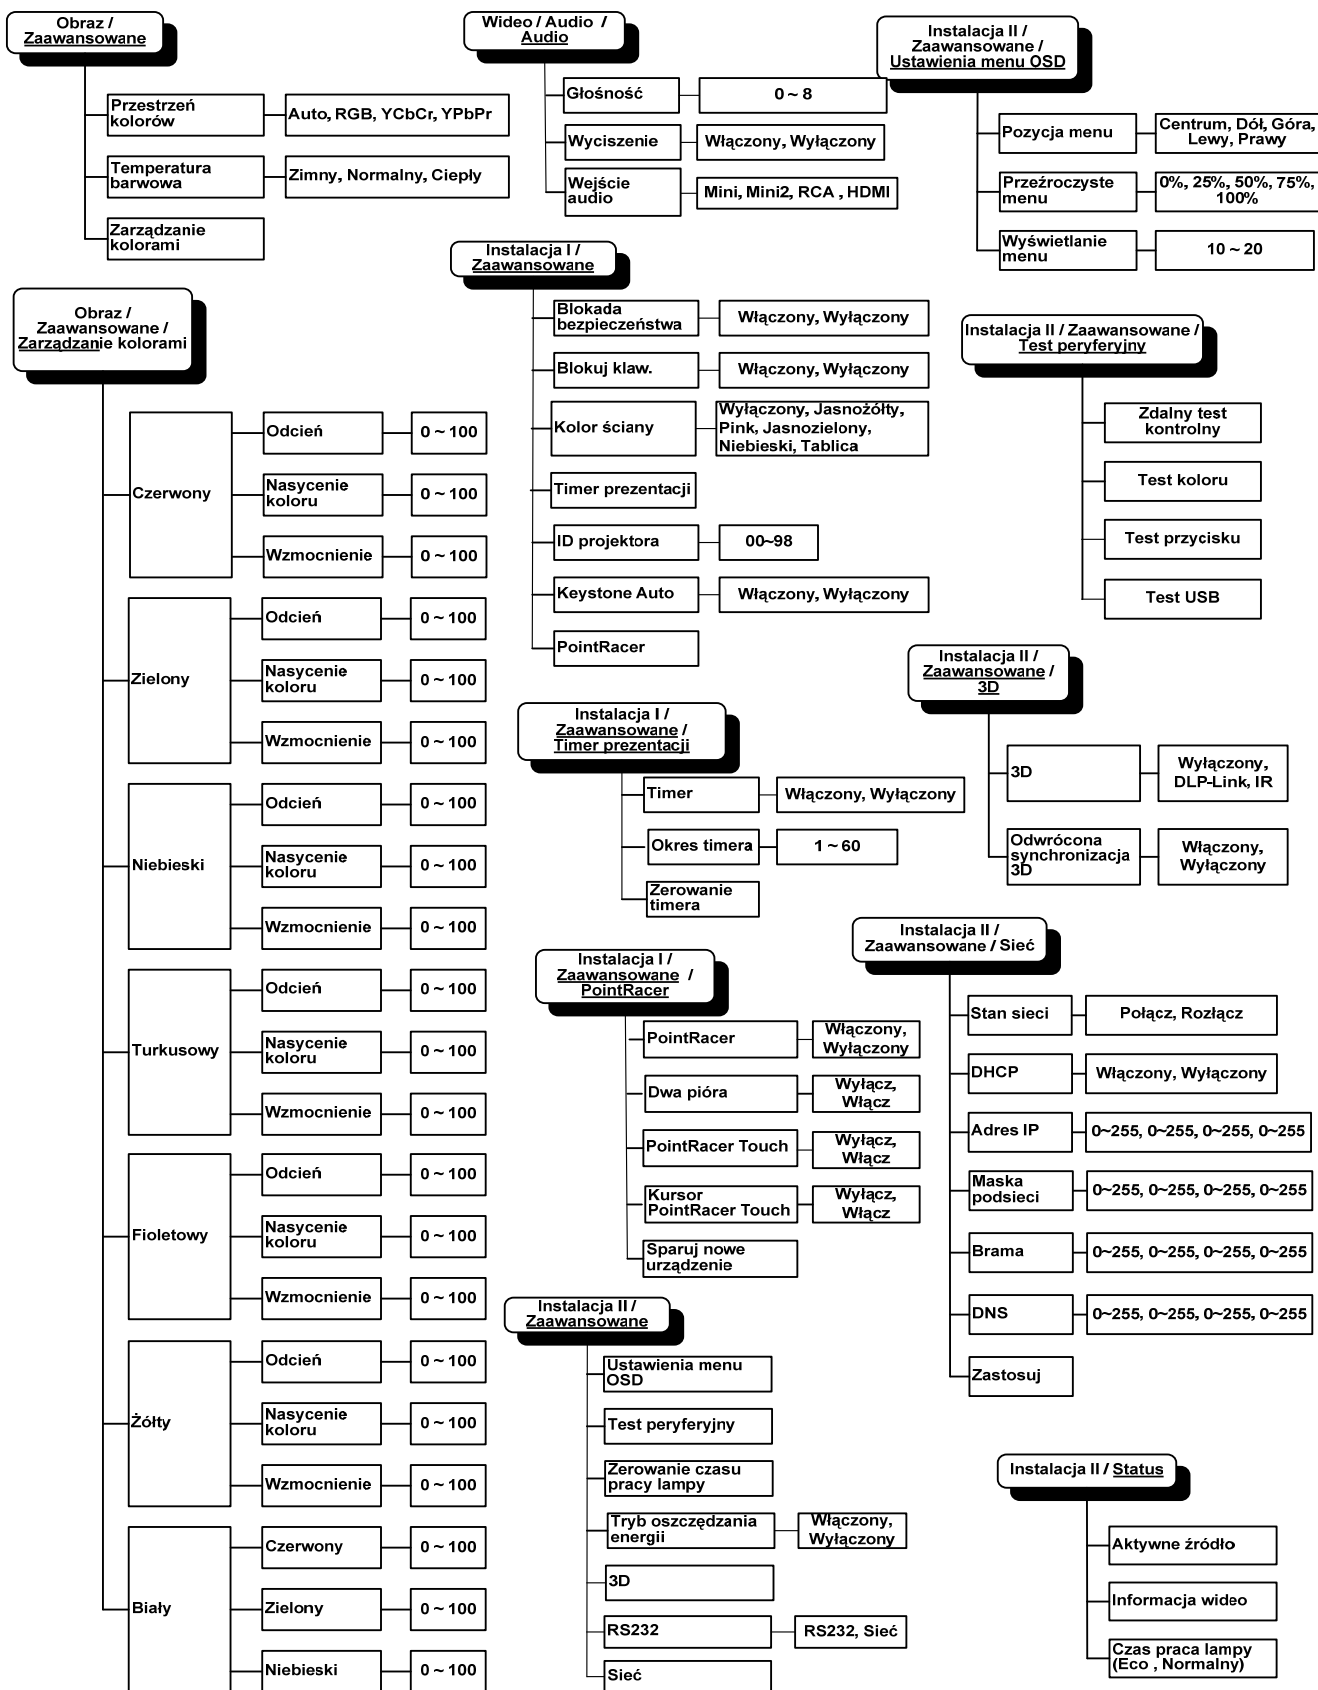 Obraz /
Zaawansowane
Przestrzeń
kolorów
Auto, RGB, YCbCr, YPbPr
Temperatura
barwowa
Zimny, Normalny, Ciepły
Zarządzanie
kolorami
Obraz /
Zaawansowane /
Zarządzanie kolorami
Czerwony
Odcień
0 ~ 100
Nasycenie
koloru
0 ~ 100
Wzmocnienie
0 ~ 100
Zielony
Odcień
0 ~ 100
Nasycenie
koloru
0 ~ 100
Wzmocnienie
0 ~ 100
Niebieski
Odcień
0 ~ 100
Nasycenie
koloru
0 ~ 100
Wzmocnienie
0 ~ 100
Turkusowy
Odcień
0 ~ 100
Nasycenie
koloru
0 ~ 100
Wzmocnienie
0 ~ 100
Fioletowy
Odcień
0 ~ 100
Nasycenie
koloru
0 ~ 100
Wzmocnienie
0 ~ 100
Żółty
Odcień
0 ~ 100
Nasycenie
koloru
0 ~ 100
Wzmocnienie
0 ~ 100
Biały
Czerwony
0 ~ 100
Zielony
0 ~ 100
Niebieski
0 ~ 100
Wideo / Audio /
Audio
Głośność
0 ~ 8
Wyciszenie
Włączony, Wyłączony
Wejście
audio
Mini, Mini2, RCA , HDMI
Instalacja I /
Zaawansowane
Blokada
bezpieczeństwa
Włączony, Wyłączony
Blokuj klaw.
Włączony, Wyłączony
Kolor ściany
Wyłączony, Jasnożółty,
Pink, Jasnozielony,
Niebieski, Tablica
Timer prezentacji
ID projektora
00~98
Keystone Auto
Włączony, Wyłączony
PointRacer
Instalacja I /
Zaawansowane /
Timer prezentacji
Timer
Włączony, Wyłączony
Okres timera
1 ~ 60
Zerowanie
timera
Instalacja I /
Zaawansowane /
PointRacer
PointRacer
Włączony,
Wyłączony
Dwa pióra
Wyłącz,
Włącz
PointRacer Touch
Wyłącz,
Włącz
Kursor
PointRacer Touch
Wyłącz,
Włącz
Sparuj nowe
urządzenie
Instalacja II /
Zaawansowane
Ustawienia menu
OSD
Test peryferyjny
Zerowanie czasu
pracy lampy
Tryb oszczędzania
energii
Włączony,
Wyłączony
3D
RS232
RS232, Sieć
Sieć
Instalacja II /
Zaawansowane /
Ustawienia menu OSD
Pozycja menu
Centrum, Dół, Góra,
Lewy, Prawy
Przeźroczyste
menu
0%, 25%, 50%, 75%,
100%
Wyświetlanie
menu
10 ~ 20
Instalacja II / Zaawansowane /
Test peryferyjny
Zdalny test
kontrolny
Test koloru
Test przycisku
Test USB
Instalacja II /
Zaawansowane /
3D
3D
Wyłączony,
DLP-Link, IR
Odwrócona
synchronizacja
3D
Włączony,
Wyłączony
Instalacja II /
Zaawansowane / Sieć
Stan sieci
Połącz, Rozłącz
DHCP
Włączony, Wyłączony
Adres IP
0~255, 0~255, 0~255, 0~255
Maska
podsieci
0~255, 0~255, 0~255, 0~255
Brama
0~255, 0~255, 0~255, 0~255
DNS
0~255, 0~255, 0~255, 0~255
Zastosuj
Instalacja II / Status
Aktywne źródło
Informacja wideo
Czas praca lampy
(Eco , Normalny)